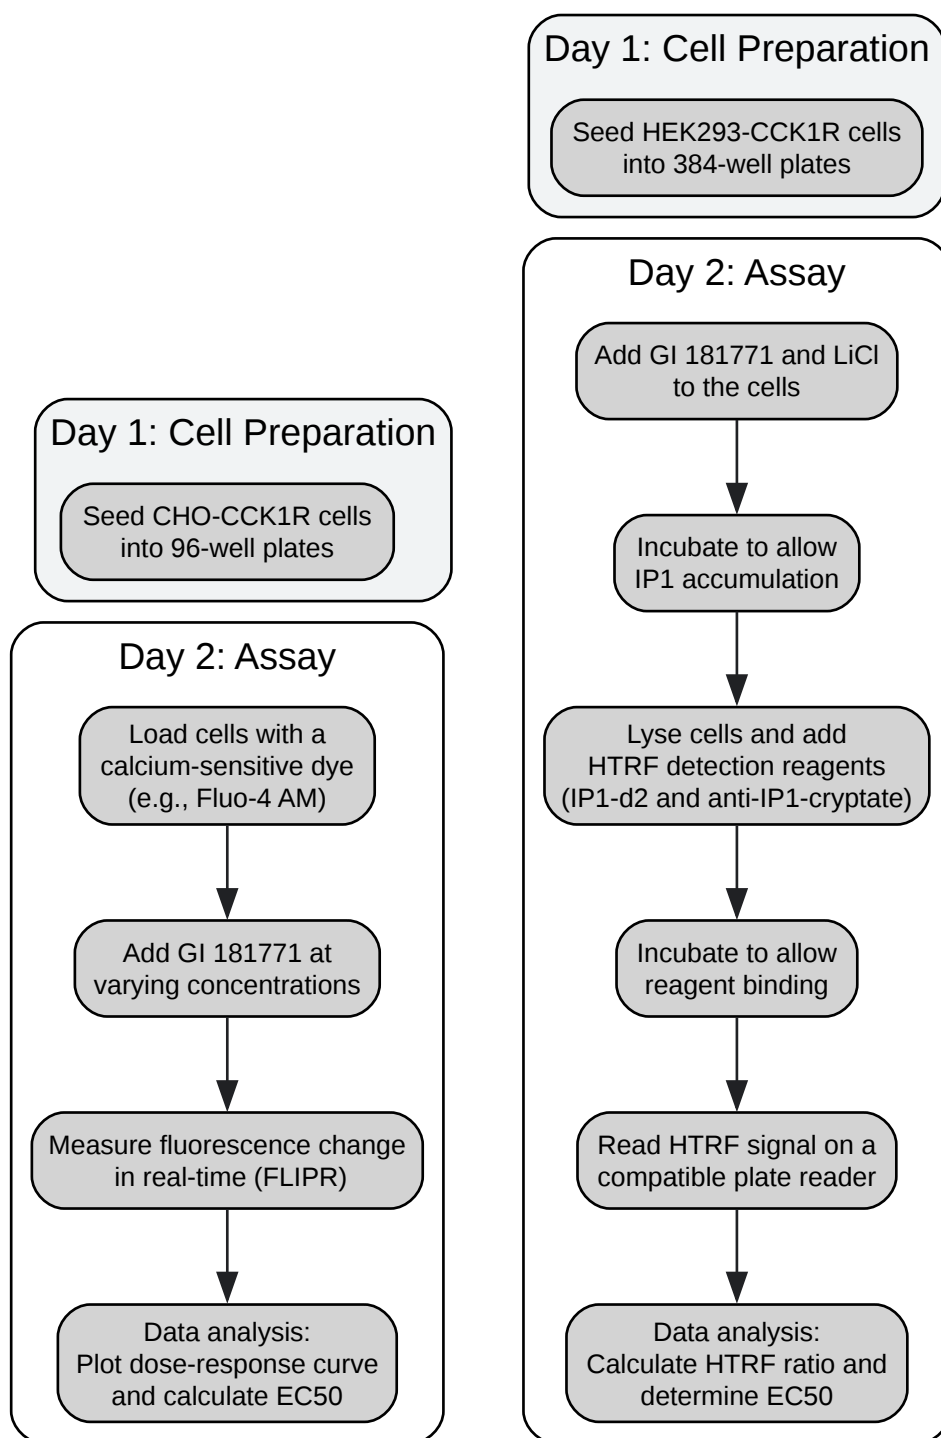 Day 1: Cell Preparation
Seed CHO-CCK1R cells
into 96-well plates
Day 2: Assay
Load cells with a
calcium-sensitive dye
(e.g., Fluo-4 AM)
Add GI 181771 at
varying concentrations
Measure fluorescence change
in real-time (FLIPR)
Data analysis:
Plot dose-response curve
and calculate EC50
Day 1: Cell Preparation
Seed HEK293-CCK1R cells
into 384-well plates
Day 2: Assay
Add GI 181771 and LiCl
to the cells
Incubate to allow
IP1 accumulation
Lyse cells and add
HTRF detection reagents
(IP1-d2 and anti-IP1-cryptate)
Incubate to allow
reagent binding
Read HTRF signal on a
compatible plate reader
Data analysis:
Calculate HTRF ratio and
determine EC50